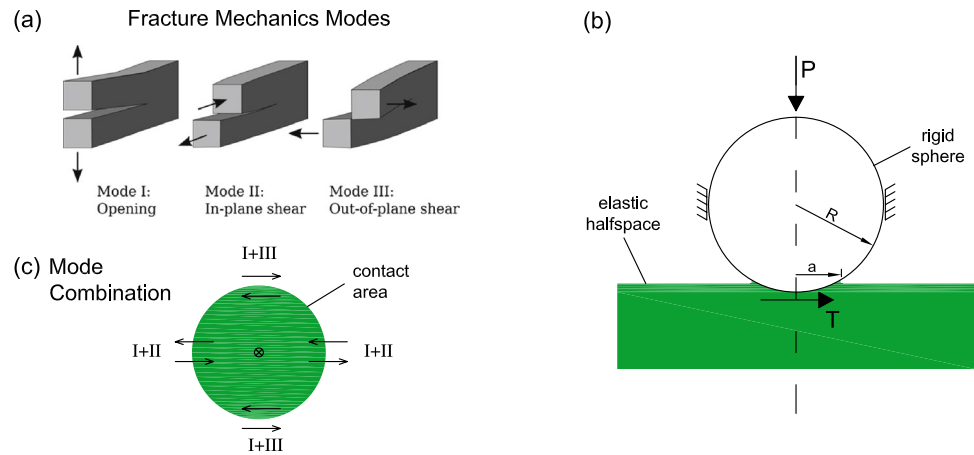 (a)
Fracture Mechanics Modes
Mode I:
Opening
Mode II:
In-plane shear
Mode III:
Out-of-plane shear
(b)
P
rigid
sphere
elastic
halfspace
R
a
T
(c) Mode
Combination
I+III
contact
area
I+II
I+II
I+III